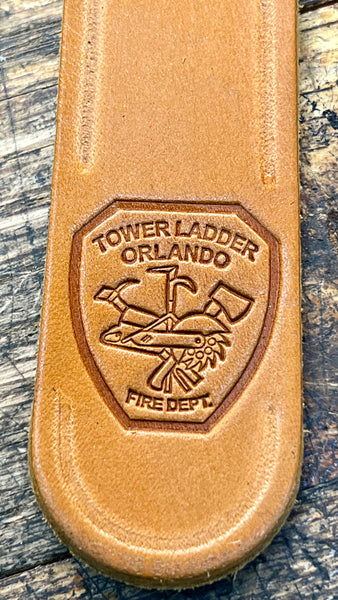 TOWER LADDER
ORLANDO
FIRE DEPT.